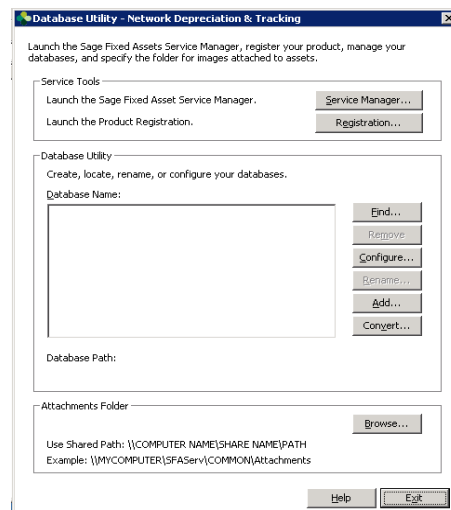 Database Utility - Network Depreciation & Tracking
Launch the Sage Fixed Assets Service Manager, register your product, manage your
databases, and specify the folder for images attached to assets.
Service Tools
Launch the Sage Fixed Asset Service Manager.
Service Manager...
Launch the Product Registration.
Registration...
Database Utility
Create, locate, rename, or configure your databases.
Database Name:
Find...
Remove
Configure...
Rename...
Add...
Convert...
Database Path:
Attachments Folder
Browse...
Use Shared Path: \\COMPUTER NAME\SHARE NAME\PATH
Example: \\MYCOMPUTER\SFAServ\COMMON\Attachments
Help
Exit